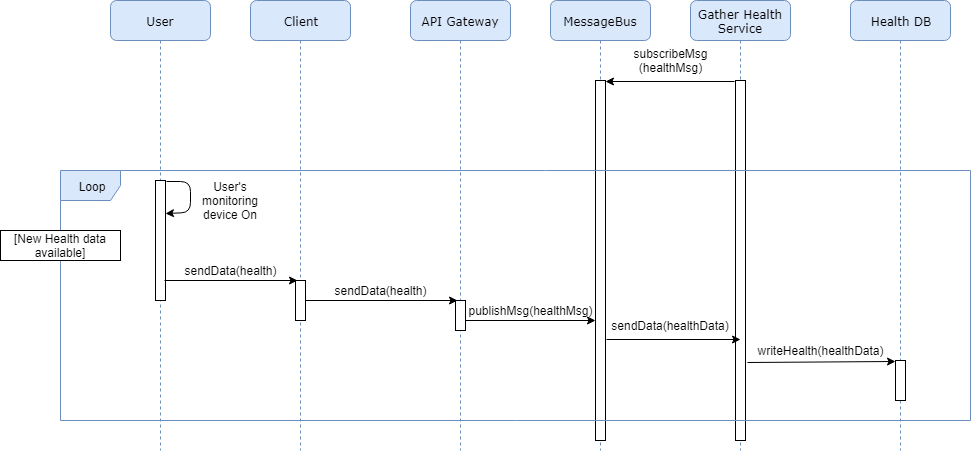 User
Client
API Gateway
MessageBus
Gather Health
Service
Health DB
subscribeMsg
(healthMsg)
Loop
User's
monitoring
device On
[New Health data
available]
sendData(health)
sendData(health)
publishMsg(healthMsg)
sendData(healthData)
writeHealth(healthData)